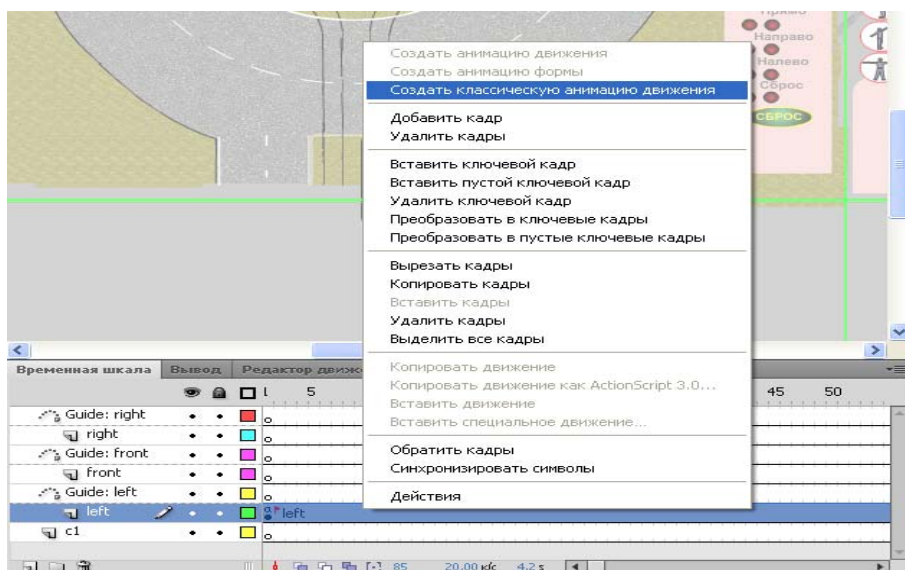 Прямо
Направо
Налево
Сброс
СБРОС
Создать анимацию движения
Создать анимацию формы
Создать классическую анимацию движения
Добавить кадр
Удалить кадры
Вставить ключевой кадр
Вставить пустой ключевой кадр
Удалить ключевой кадр
Преобразовать в ключевые кадры
Преобразовать в пустые ключевые кадры
Вырезать кадры
Копировать кадры
Вставить кадры
Удалить кадры
Выделить все кадры
Копировать движение
Копировать движение как ActionScript 3.0...
Вставить движение
Вставить специальное движение...
Обратить кадры
Синхронизировать символы
Действия
Временная шкала Вывод Редактор
5 45 50
Guide: right
right
Guide: front
front
Guide: left
left left
c1
85 20.00 к/с 4.2 s